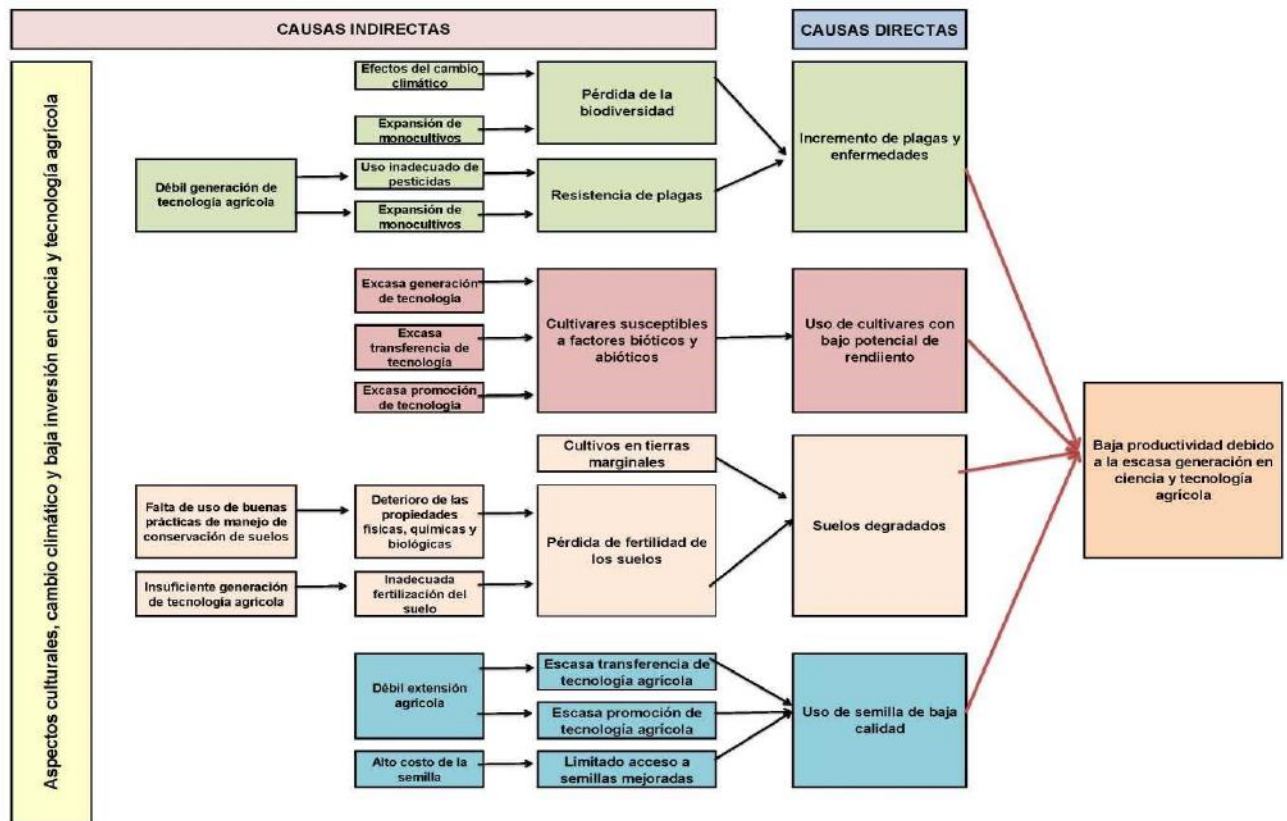 CAUSAS INDIRECTAS
CAUSAS DIRECTAS
Aspectos culturales, cambio climático y baja inversión en ciencia y tecnología agrícola
Efectos del cambio
climático
Expansión de
monocultivos
Pérdida de la
biodiversidad
Débil generación de
tecnología agrícola
Uso inadecuado de
pesticidas
Expansión de
monocultivos
Resistencia de plagas
Incremento de plagas y
enfermedades
Excasa generación
de tecnología
Excasa
transferencia de
tecnología
Excasa promoción
de tecnología
Cultivares susceptibles
a factores bióticos y
abióticos
Uso de cultivares con
bajo potencial de
rendiiento
Cultivos en tierras
marginales
Falta de uso de buenas
prácticas de manejo de
conservación de suelos
Deterioro de las
propiedades
físicas, químicas y
biológicas
Insuficiente generación
de tecnología agrícola
Inadecuada
fertilización del
suelo
Pérdida de fertilidad de
los suelos
Suelos degradados
Débil extensión
agrícola
Escasa transferencia de
tecnología agrícola
Escasa promoción de
tecnología agrícola
Alto costo de la
semilla
Limitado acceso a
semillas mejoradas
Uso de semilla de baja
calidad
Baja productividad debido
a la escasa generación en
ciencia y tecnología
agrícola